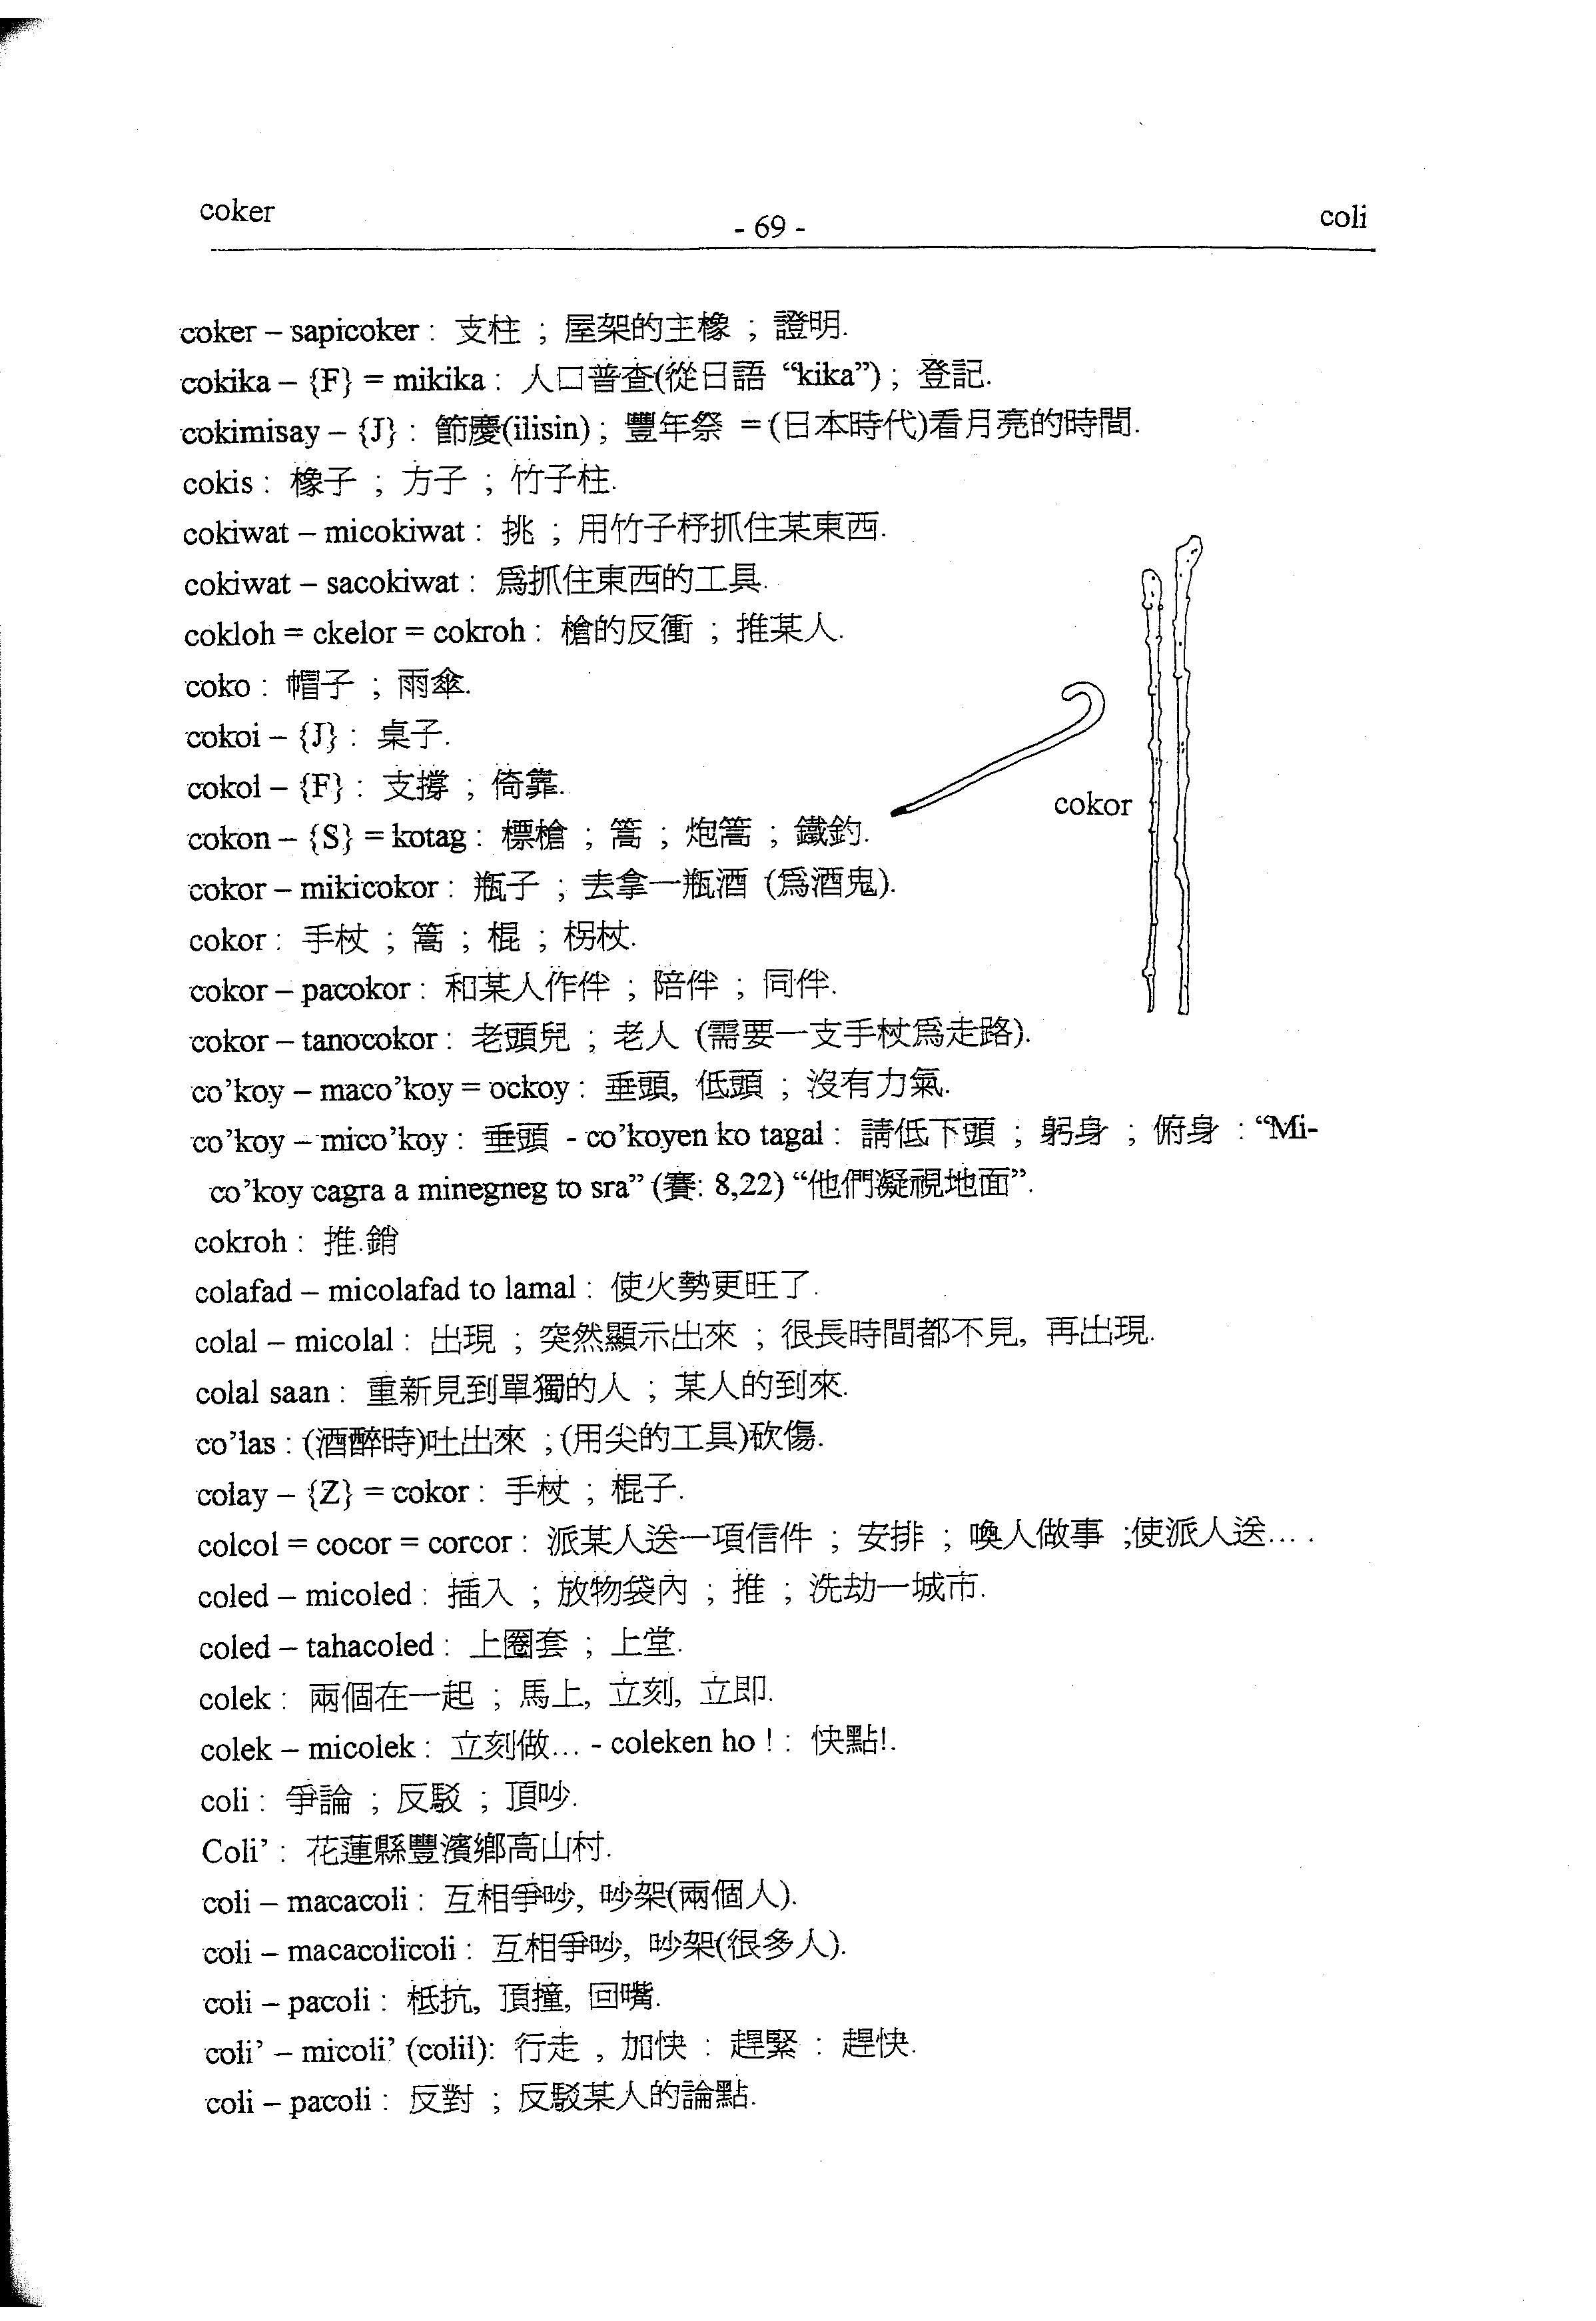 coker
- 69 -
coli
coker – sapicoker : 支柱 ; 屋架的主椽 ; 證明.
cokika – {F} = mikika : 人口普查(從日語 “kika”) ; 登記.
cokimisay – {J} : 節慶(ilisin) ; 豐年祭 =(日本時代)看月亮的時間.
cokis : 椽子 ; 方子 ; 竹子柱.
cokiwat – micokiwat : 挑 ; 用竹子杼抓住某東西.
cokiwat – sacokiwat : 爲抓住東西的工具.
cokloh = ckelor = cokroh : 槍的反衝 ; 推某人.
coko : 帽子 ; 雨傘.
cokoi – {J} : 桌子.
cokol – {F} : 支撐 ; 倚靠.
cokon – {S} = kotag : 標槍 ; 篙 ; 炮篙 ; 鐵釣.
cokor – mikicokor : 瓶子 ; 去拿一瓶酒 (爲酒鬼).
cokor : 手杖 ; 篙 ; 棍 ; 柺杖.
cokor – pacokor : 和某人作伴 ; 陪伴 ; 同伴.
cokor – tanocokor : 老頭兒 ; 老人 (需要一支手杖爲走路).
cokor
co’koy – maco’koy = ockoy : 垂頭, 低頭 ; 沒有力氣.
co’koy – mico’koy : 垂頭 - co’koyen ko tagal : 請低下頭 ; 躬身 ; 俯身 : “Mi-
co’koy cagra a minegneg to sra” (賽: 8,22) “他們凝視地面”.
cokroh : 推.銷
colafad – micolafad to lamal : 使火勢更旺了.
colal – micolal : 出現 ; 突然顯示出來 ; 很長時間都不見, 再出現.
colal saan : 重新見到單獨的人 ; 某人的到來.
co’las : (酒醉時)吐出來 ; (用尖的工具)砍傷.
colay – {Z} = cokor : 手杖 ; 棍子.
colcol = cocor = corcor : 派某人送一項信件 ; 安排 ; 喚人做事 ;使派人送... .
coled – micoled : 插入 ; 放物袋內 ; 推 ; 洗劫一城市.
coled – tahacoled : 上圈套 ; 上堂.
colek : 兩個在一起 ; 馬上, 立刻, 立即.
colek – micolek : 立刻做... - coleken ho ! : 快點!.
coli : 爭論 ; 反駁 ; 頂吵.
Coli’ : 花蓮縣豐濱鄉高山村.
coli – macacoli : 互相爭吵, 吵架(兩個人).
coli – macacolicoli : 互相爭吵, 吵架(很多人).
coli – pacoli : 柢抗, 頂撞, 回嘴.
coli’ – micoli’ (colil): 行走 , 加快 : 趕緊 : 趕快.
coli – pacoli : 反對 ; 反駁某人的論點.